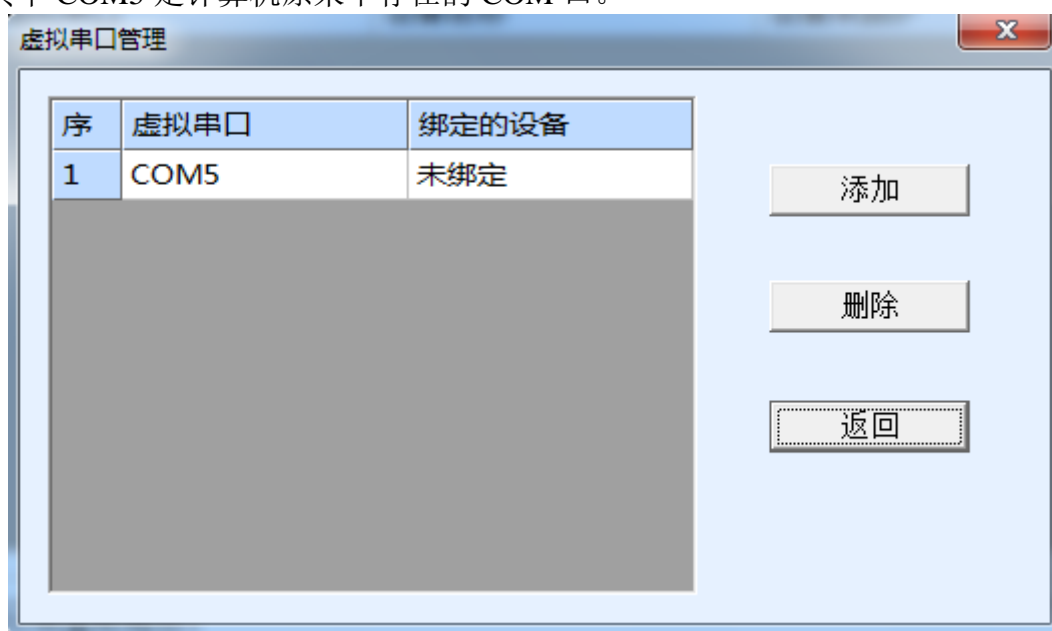 个 COM5 是计算机原来不存在的 COM 口。
虚拟串口管理
序 虚拟串口 绑定的设备
1 COM5 未绑定
添加
删除
返回